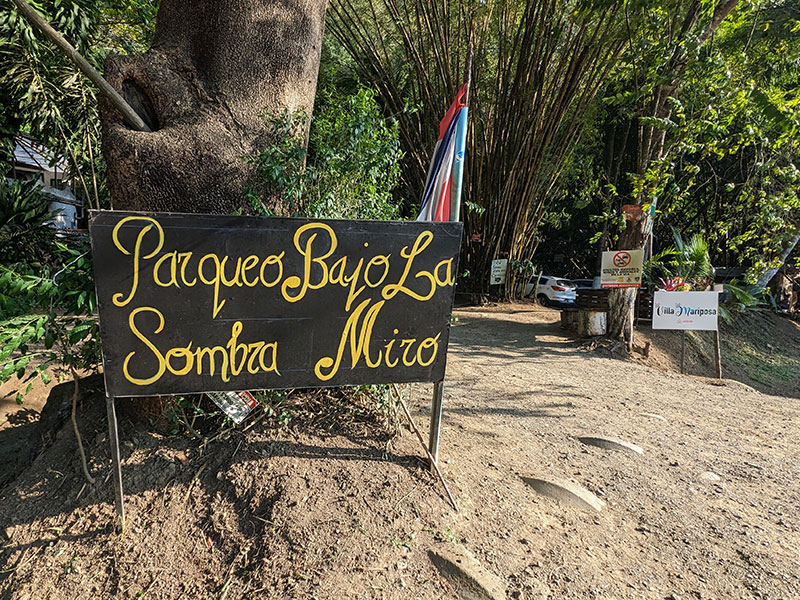 Parqueo Bajo La
Sombra Miro
Villa Mariposa